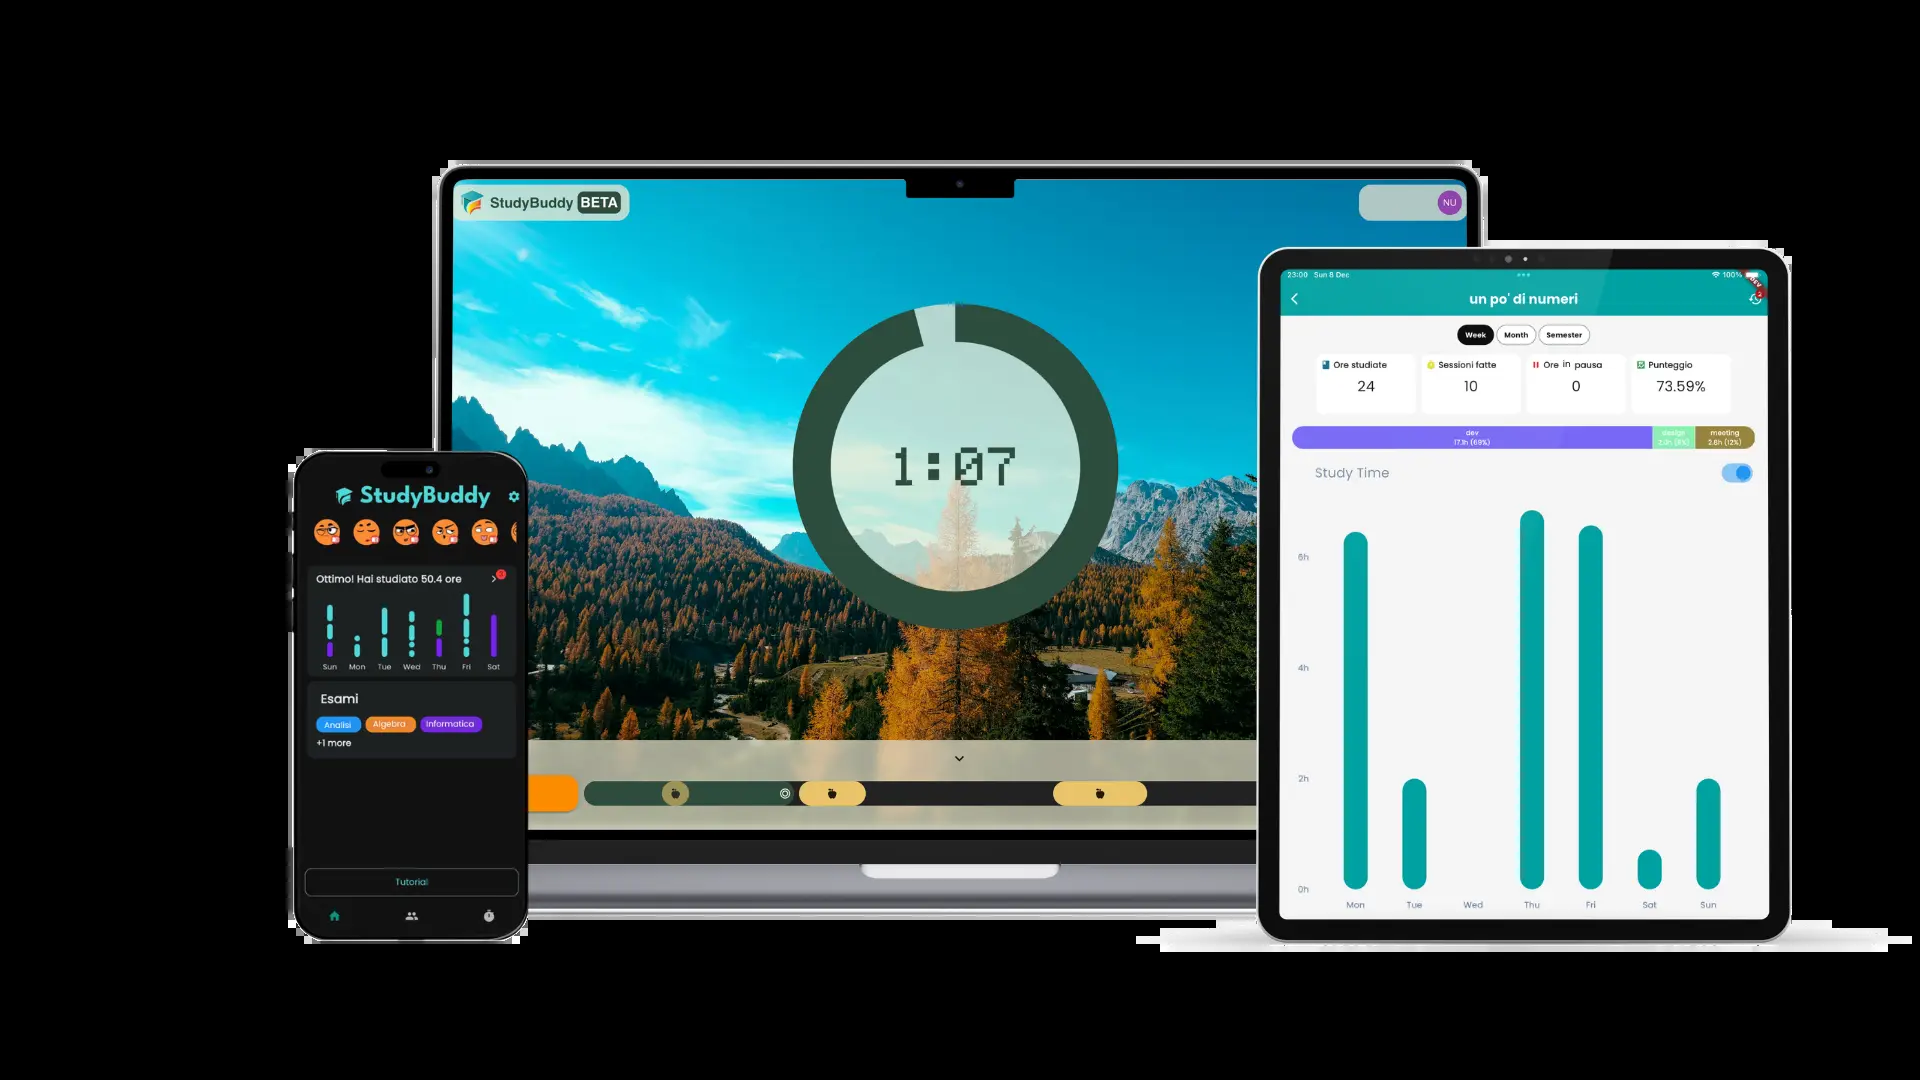 StudyBuddy BETA
NU
1:07
StudyBuddy
Ottimo! Hai studiato 50.4 ore
3
Sun Mon Tue Wed Thu Fri Sat
Esami
Analisi Algebra Informatica
+1 more
Tutorial
23:00 Sun 8 Dec
100%
un po' di numeri
Week Month Semester
Ore studiate
24
Sessioni fatte
10
Ore in pausa
0
Punteggio
73.59%
dev
17.1h (69%)
design
meeting
2.8h (12%)
Study Time
6h
4h
2h
0h
Mon Tue Wed Thu Fri Sat Sun